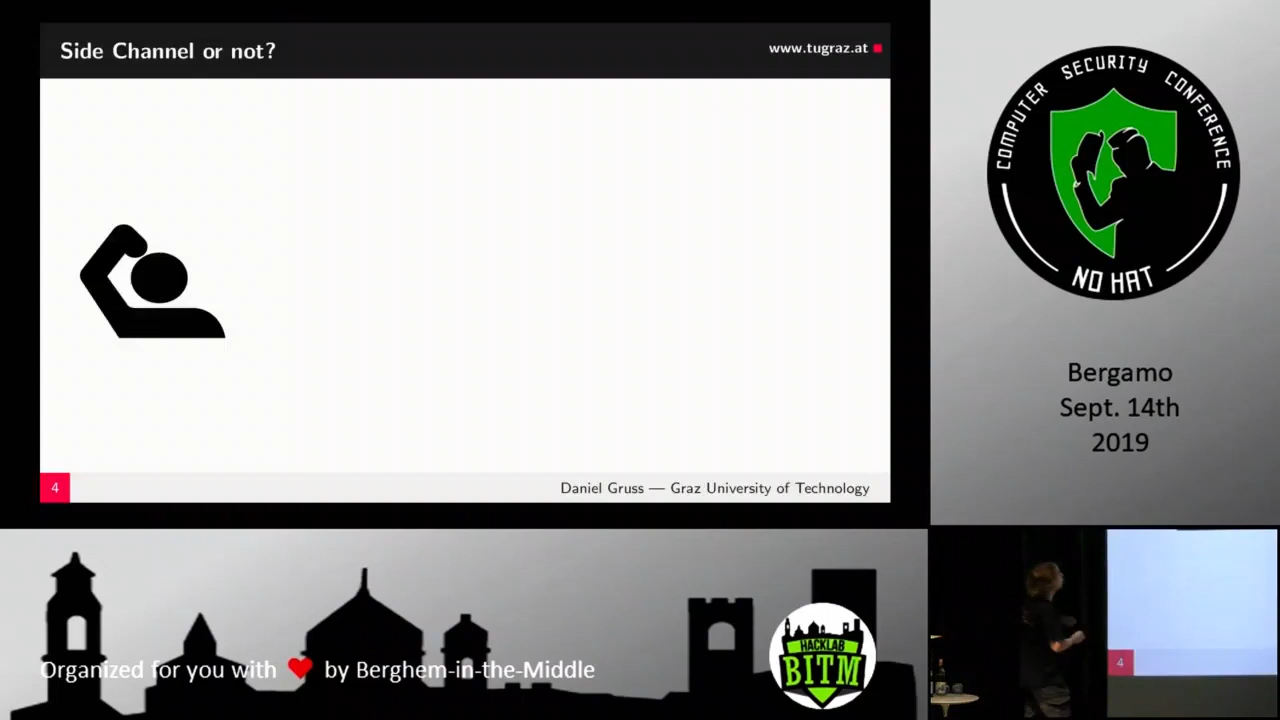 Side Channel or not?
www.tugraz.at
4
Daniel Gruss — Graz University of Technology
COMPUTER SECURITY CONFERENCE
NO HAT
Bergamo
Sept. 14th
2019
Organized for you with ❤ by Berghem-in-the-Middle
HACKLAB
BITM
4